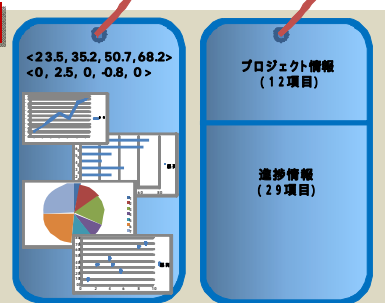 <23.5, 35.2, 50.7,68.2>
<0, 2.5, 0, -0.8, 0>
プロジェクト情報
(12項目)
進捗情報
(29項目)